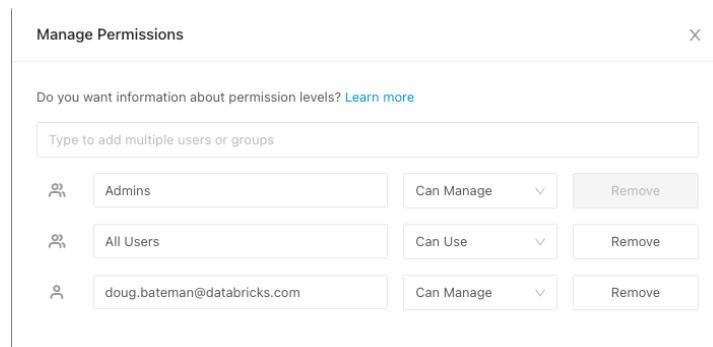 Manage Permissions
Do you want information about permission levels? Learn more
Type to add multiple users or groups
Admins Can Manage Remove
All Users Can Use Remove
doug.bateman@databricks.com Can Manage Remove